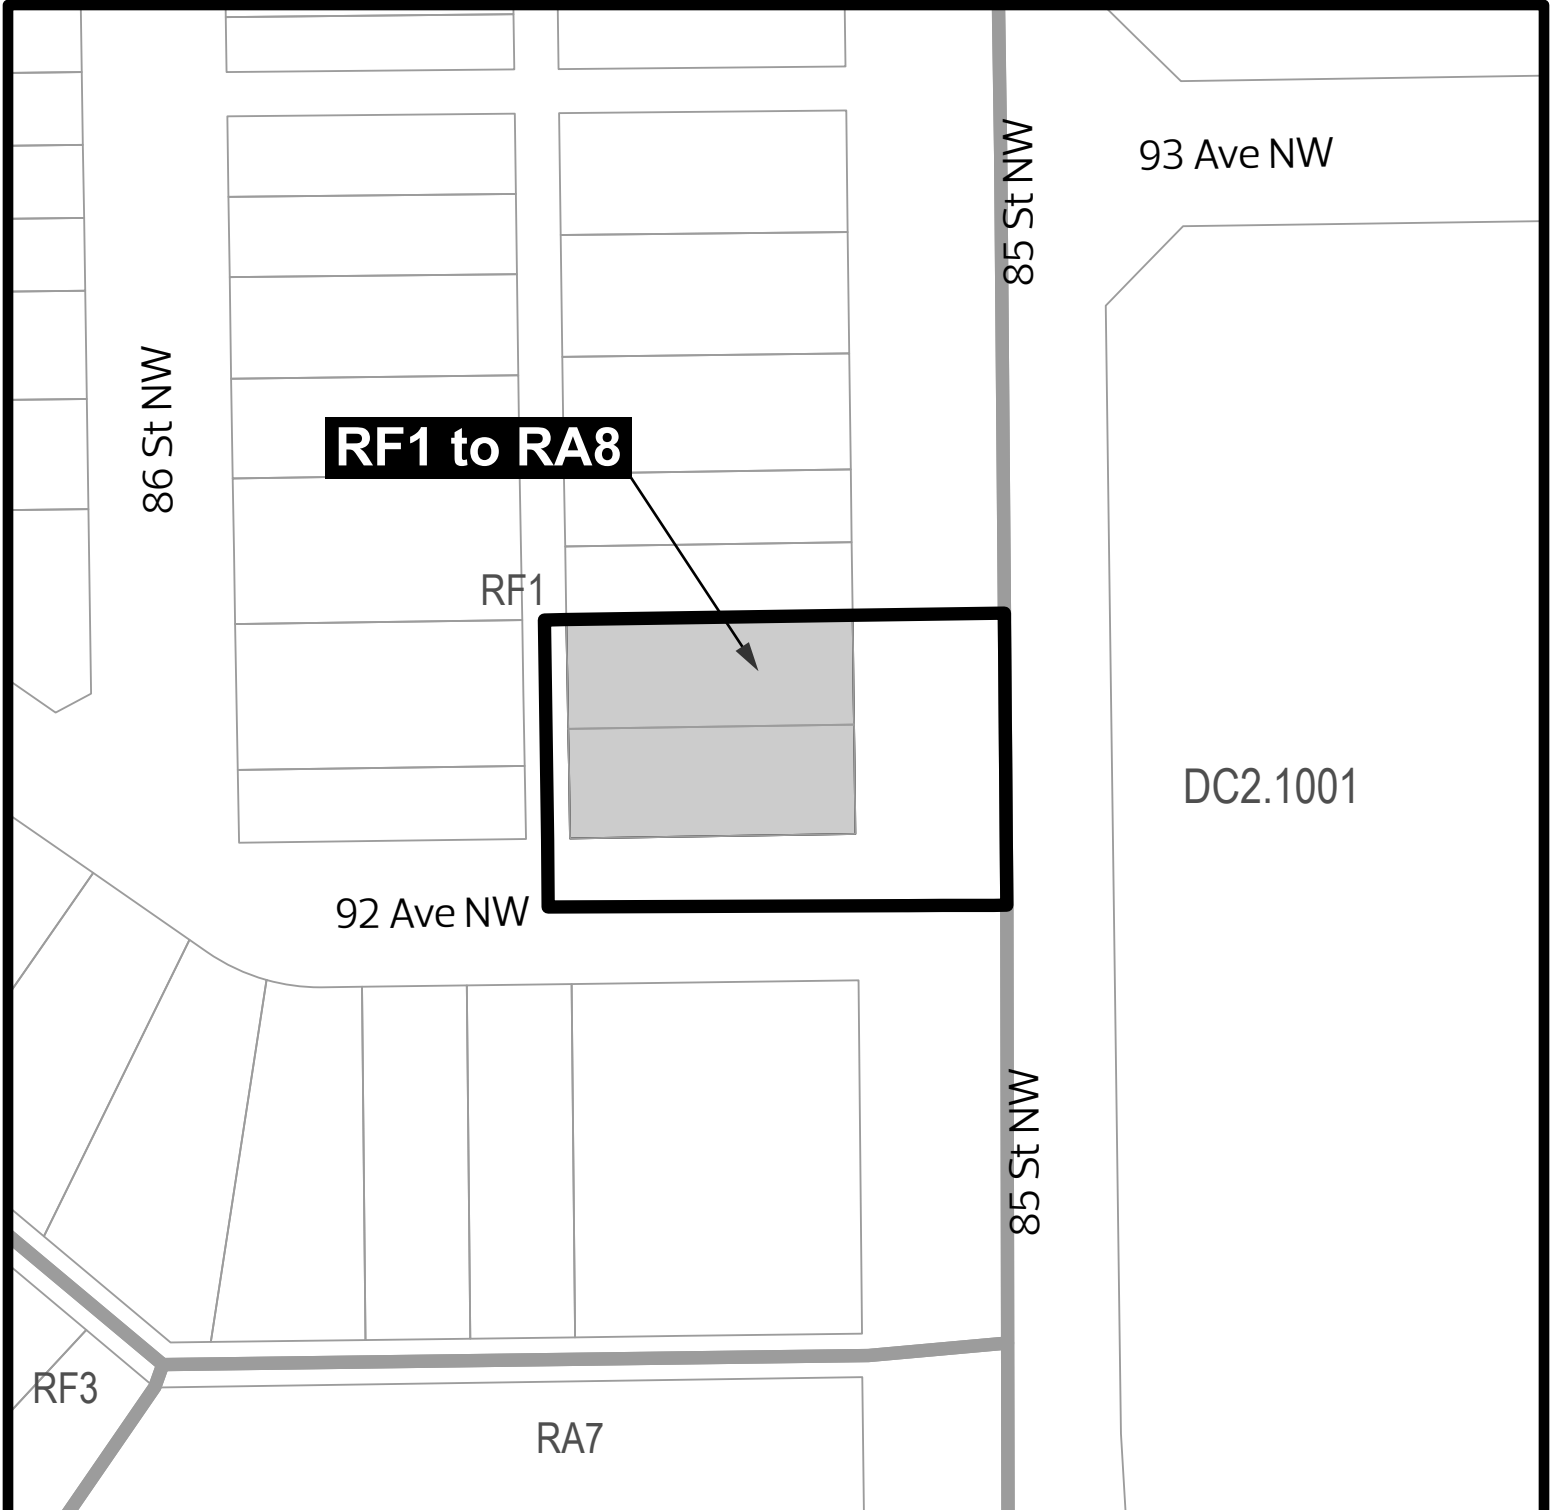 93 Ave NW
85 St NW
86 St NW
RF1 to RA8
RF1
DC2.1001
92 Ave NW
85 St NW
RF3
RA7